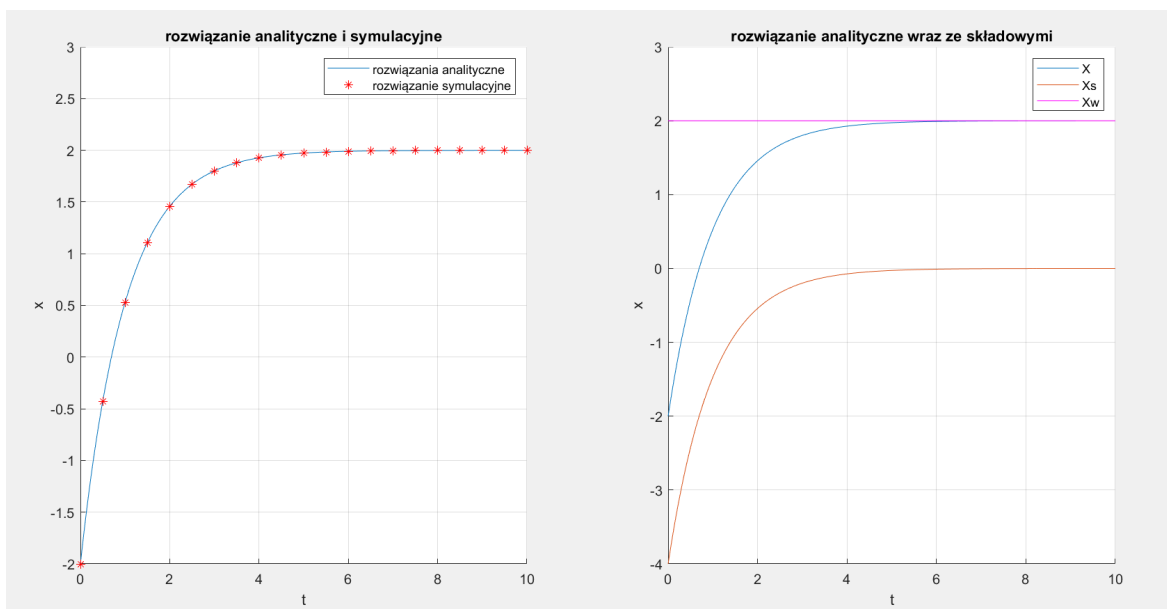 rozwiązanie analityczne i symulacyjne
3
2.5
2
1.5
1
0.5
0
-0.5
-1
-1.5
-2
x
rozwiązania analityczne
rozwiązanie symulacyjne
0
2
4
6
8
10
t
rozwiązanie analityczne wraz ze składowymi
3
2
1
0
-1
-2
-3
-4
x
X
Xs
Xw
0
2
4
6
8
10
t